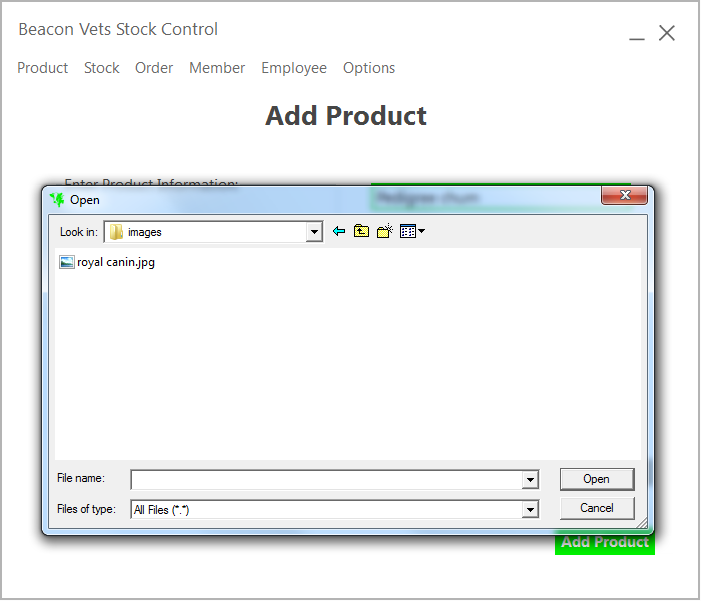 Beacon Vets Stock Control
Product Stock Order Member Employee Options
Add Product
Enter Product Information:
Pedigree chum
Open
Look in: images
royal canin.jpg
File name:
Open
Files of type: All Files (*.*)
Cancel
Add Product